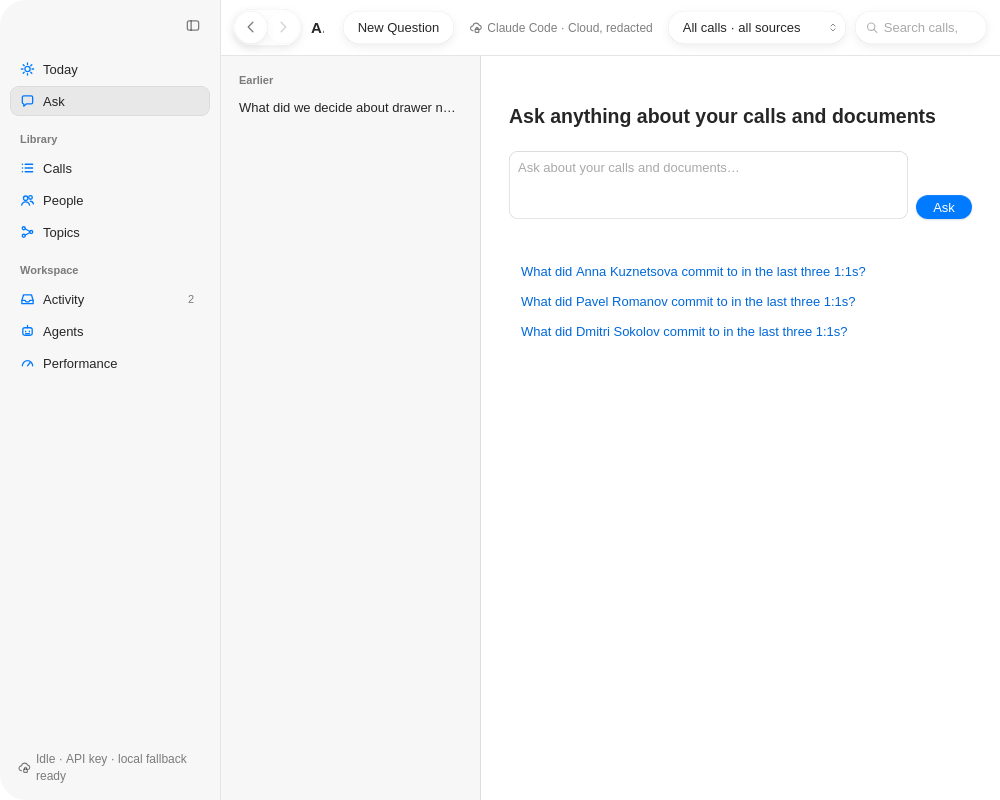 Today
Ask
Library
Calls
People
Topics
Workspace
Activity 2
Agents
Performance
Idle · API key · local fallback
ready
A.
New Question
Claude Code · Cloud, redacted
All calls · all sources
Search calls,
Earlier
What did we decide about drawer n…
Ask anything about your calls and documents
Ask about your calls and documents…
Ask
What did Anna Kuznetsova commit to in the last three 1:1s?
What did Pavel Romanov commit to in the last three 1:1s?
What did Dmitri Sokolov commit to in the last three 1:1s?